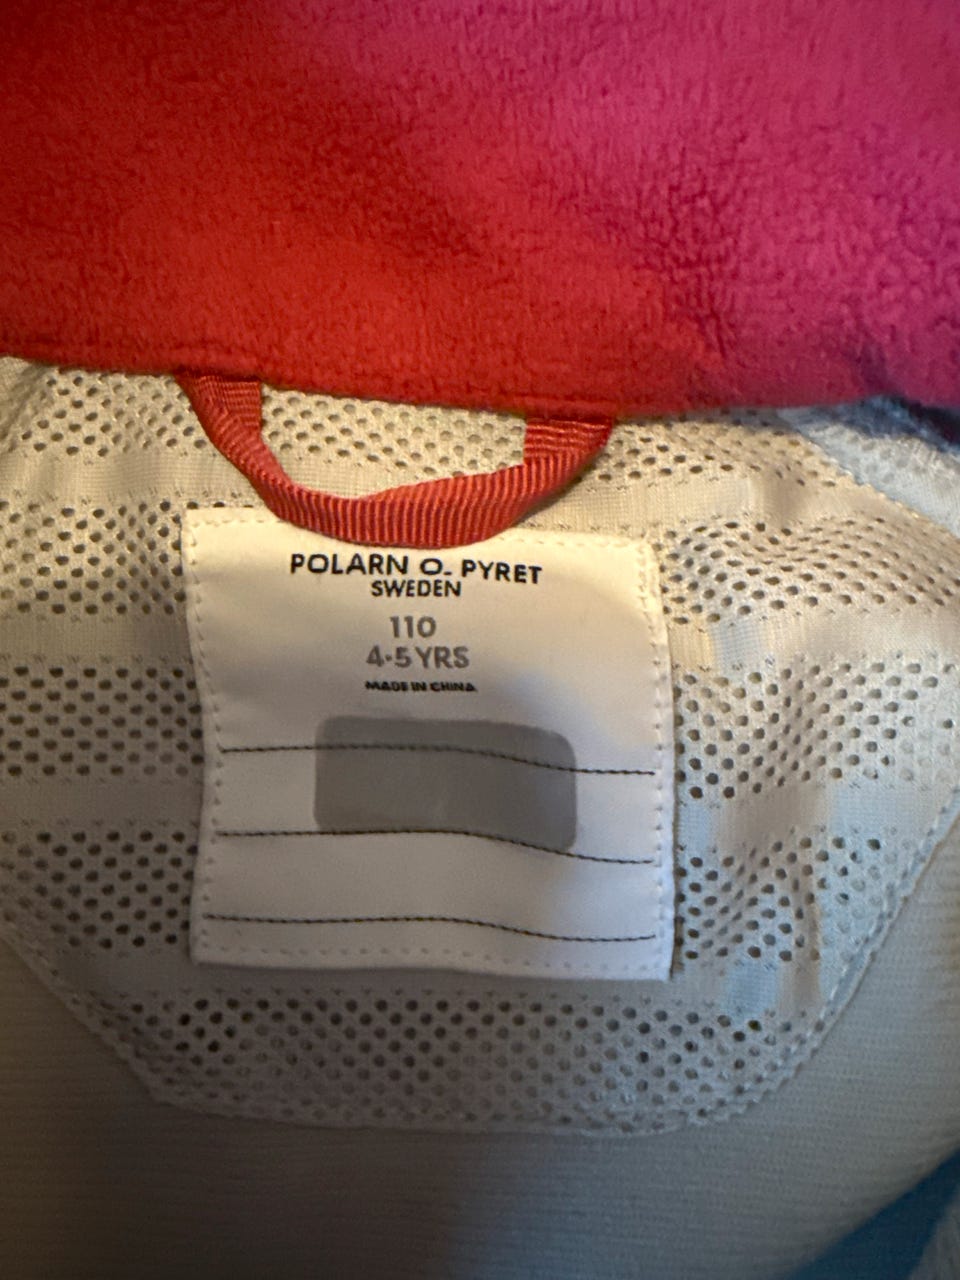 POLARN O. PYRET
SWEDEN
110
4-5 YRS
MADE IN CHINA